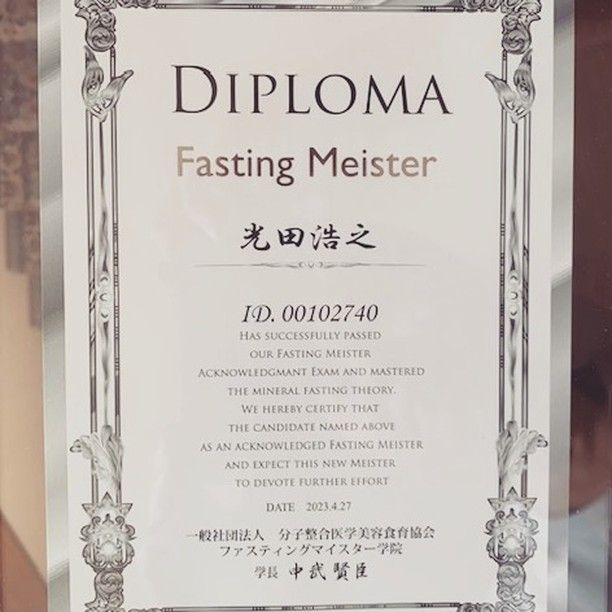 DIPLOMA
Fasting Meister
光田浩之
ID. 00102740
HAS SUCCESSFULLY PASSED
OUR FASTING MEISTER
ACKNOWLEDGMANT EXAM AND MASTERED
THE MINERAL FASTING THEORY.
WE HEREBY CERTIFY THAT
THE CANDIDATE NAMED ABOVE
AS AN ACKNOWLEDGED FASTING MEISTER
AND EXPECT THIS NEW MEISTER
TO DEVOTE FURTHER EFFORT
DATE 2023.4.27
一般社団法人 分子整合医学美容食育協会
ファスティングマイスター学院
学長 中武賢臣